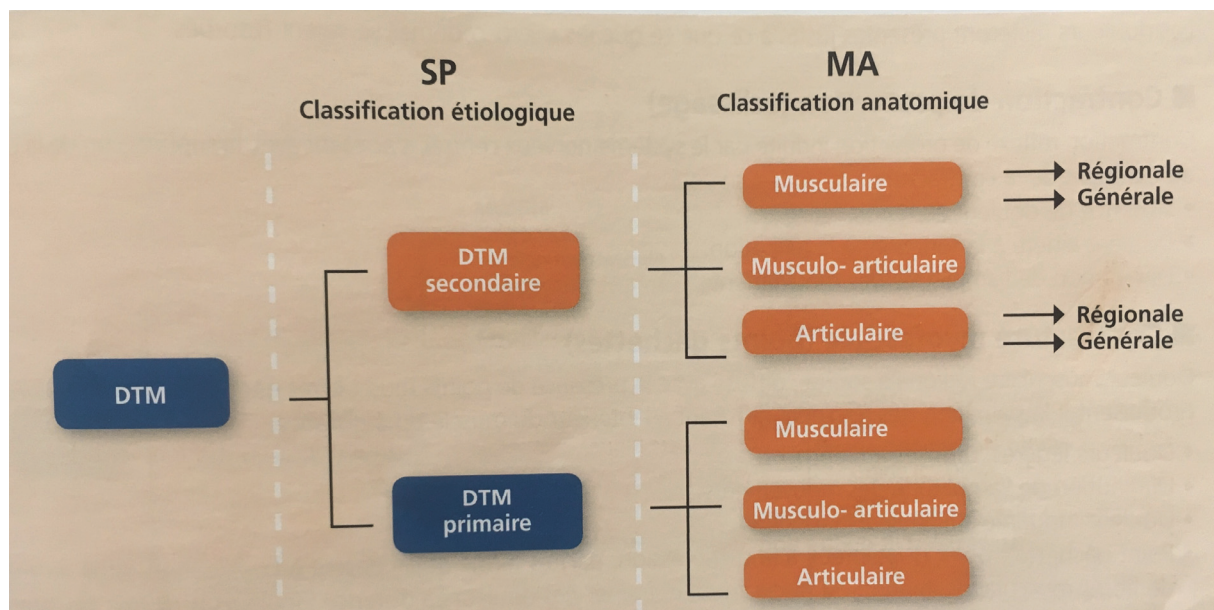 SP
Classification étiologique
MA
Classification anatomique
DTM
DTM
secondaire
Musculaire
Régionale
Générale
Musculo- articulaire
Articulaire
Régionale
Générale
DTM
primaire
Musculaire
Musculo- articulaire
Articulaire